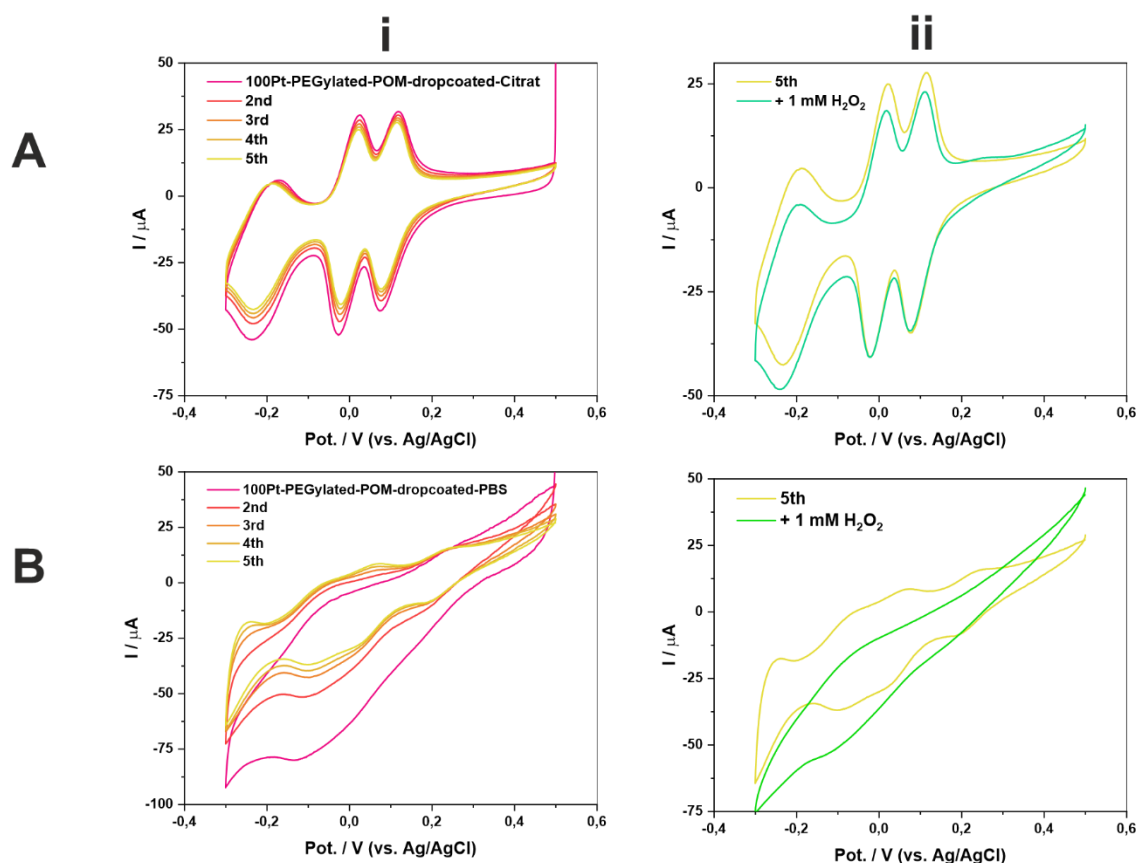 i
ii
A
50
25
0
-25
-50
-75
I / μA
100Pt-PEGylated-POM-dropcoated-Citrat
2nd
3rd
4th
5th
-0,4 -0,2 0,0 0,2 0,4 0,6
Pot. / V (vs. Ag/AgCl)
25
0
-25
-50
I / μA
5th
+ 1 mM H₂O₂
-0,4 -0,2 0,0 0,2 0,4 0,6
Pot. / V (vs. Ag/AgCl)
B
50
25
0
-25
-50
-75
-100
I / μA
100Pt-PEGylated-POM-dropcoated-PBS
2nd
3rd
4th
5th
-0,4 -0,2 0,0 0,2 0,4 0,6
Pot. / V (vs. Ag/AgCl)
50
25
0
-25
-50
-75
I / μA
5th
+ 1 mM H₂O₂
-0,4 -0,2 0,0 0,2 0,4 0,6
Pot. / V (vs. Ag/AgCl)